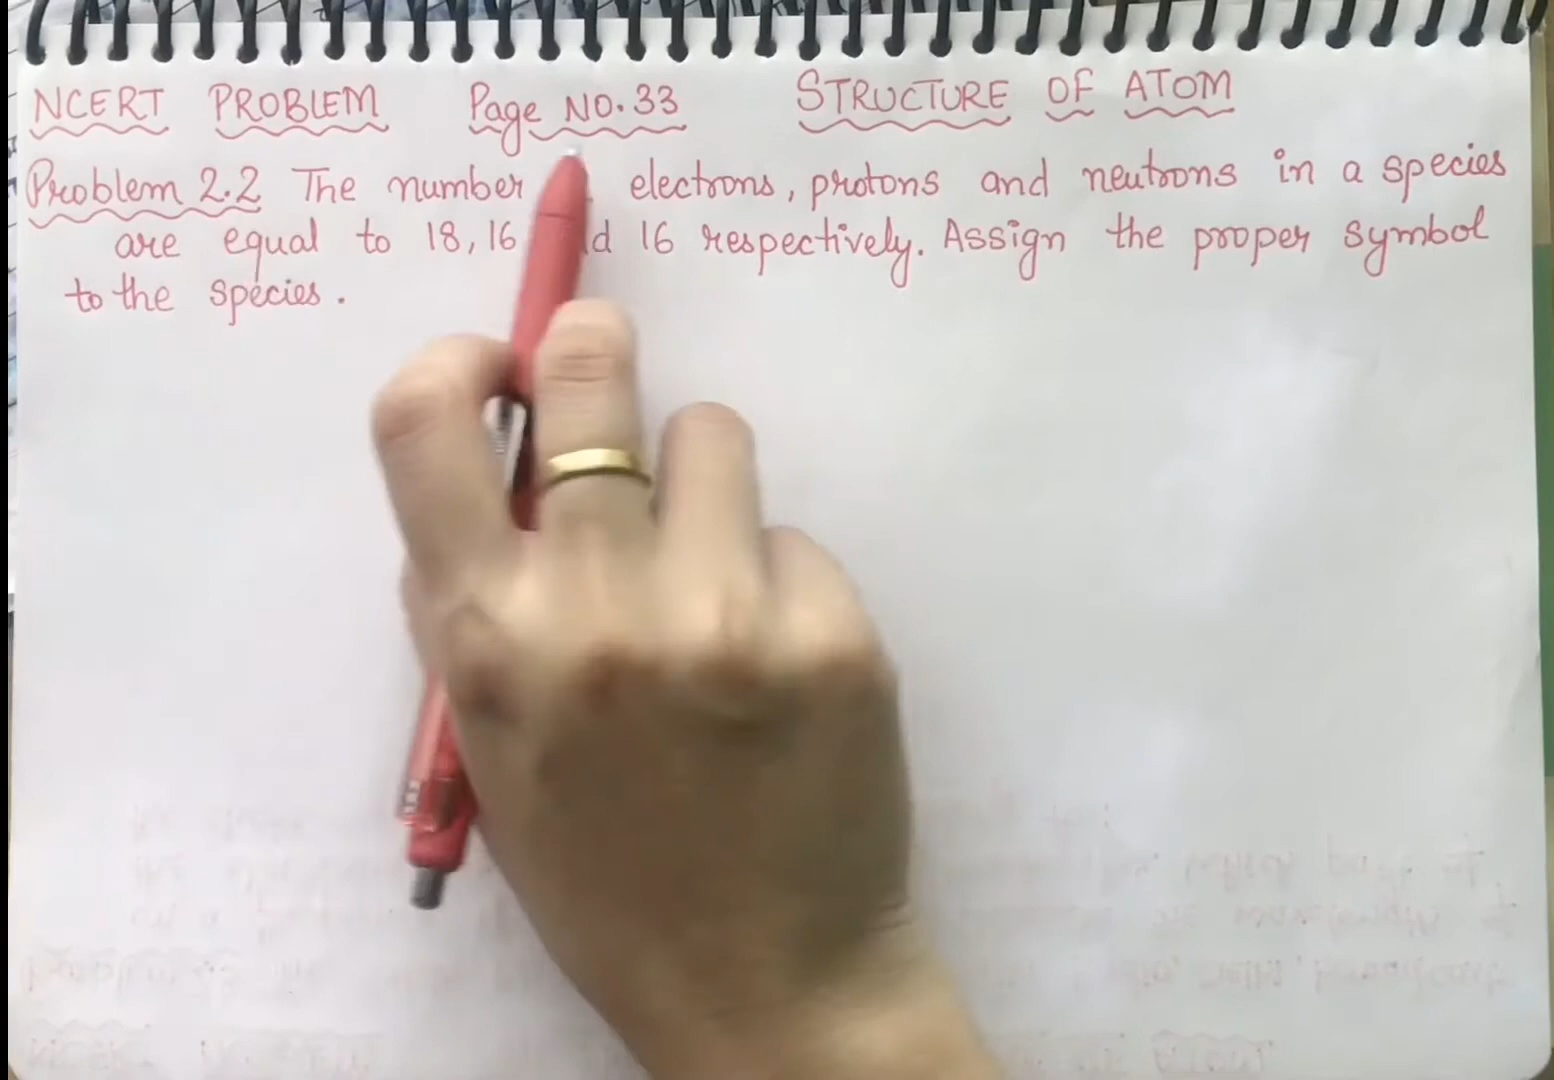 NCERT PROBLEM Page NO. 33 STRUCTURE OF ATOM
Problem 2.2 The number electrons, protons and neutrons in a species
are equal to 18, 16 16 respectively. Assign the proper symbol
to the species.